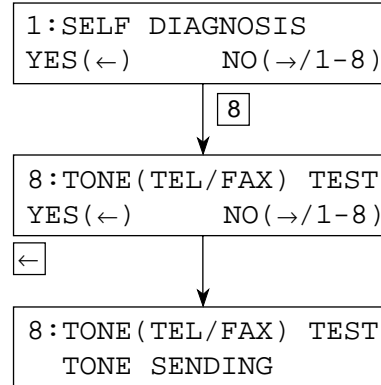 1:SELF DIAGNOSIS
YES(←) NO(→/1-8)
8
8:TONE(TEL/FAX) TEST
YES(←) NO(→/1-8)
←
8:TONE(TEL/FAX) TEST
TONE SENDING